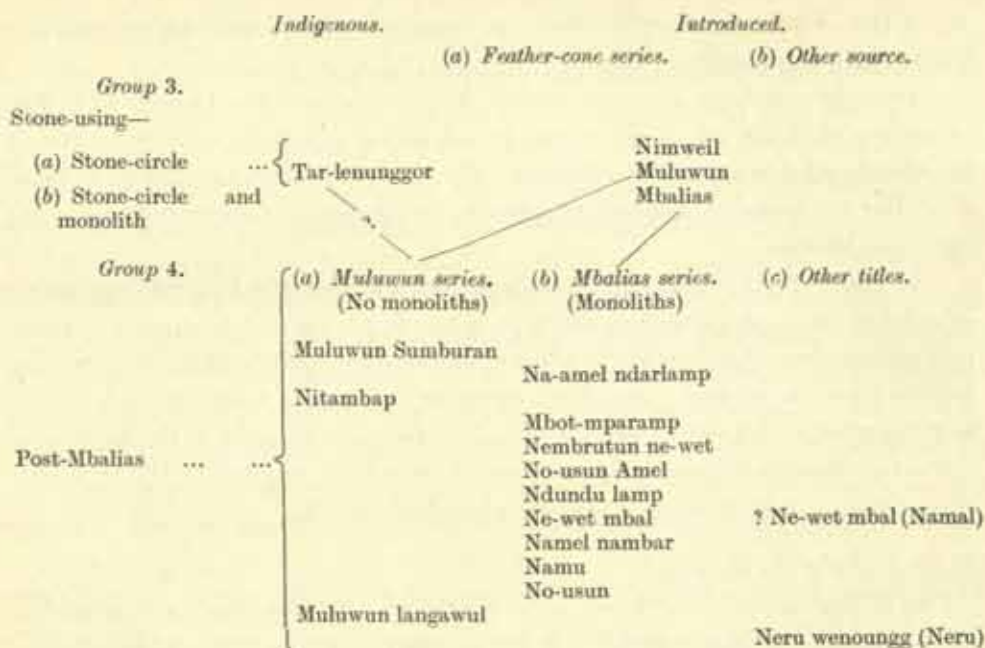 Indigenous. Introduced.
(a) Feather-cone series. (b) Other source.
Group 3.
Stone-using—
Nimweil
(a) Stone-circle ... Tar-lenunggor Muluwun
(b) Stone-circle and Mbalias
monolith
?
Group 4. (a) Muluwun series. (b) Mbalias series. (c) Other titles.
(No monoliths) (Monoliths)
Muluwun Sumburan
Na-amel ndarlamp
Nitambap
Mbot-mparamp
Nembrutun ne-wet
Post-Mbalias ... ... No-usun Amel
Ndundu lamp
Ne-wet mbal ? Ne-wet mbal (Namal)
Namel nambar
Namu
No-usun
Muluwun langawul
Neru wenoungg (Neru)